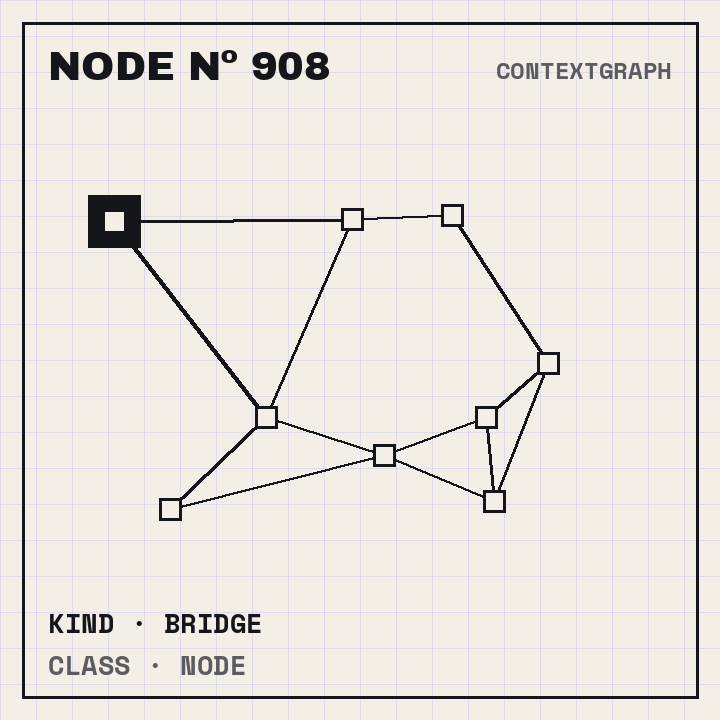 NODE Nº 908
CONTEXTGRAPH
KIND · BRIDGE
CLASS · NODE